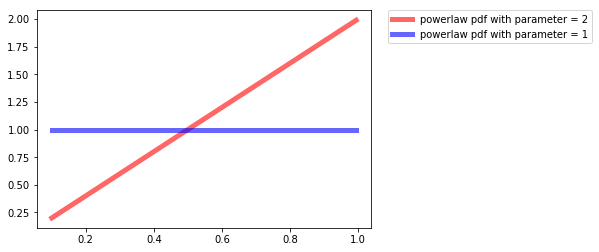 2.00
1.75
1.50
1.25
1.00
0.75
0.50
0.25
0.2 0.4 0.6 0.8 1.0
powerlaw pdf with parameter = 2
powerlaw pdf with parameter = 1